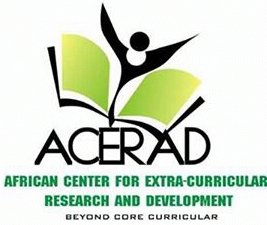 ACERAD
AFRICAN CENTER FOR EXTRA-CURRICULAR
RESEARCH AND DEVELOPMENT
BEYOND CORE CURRICULAR